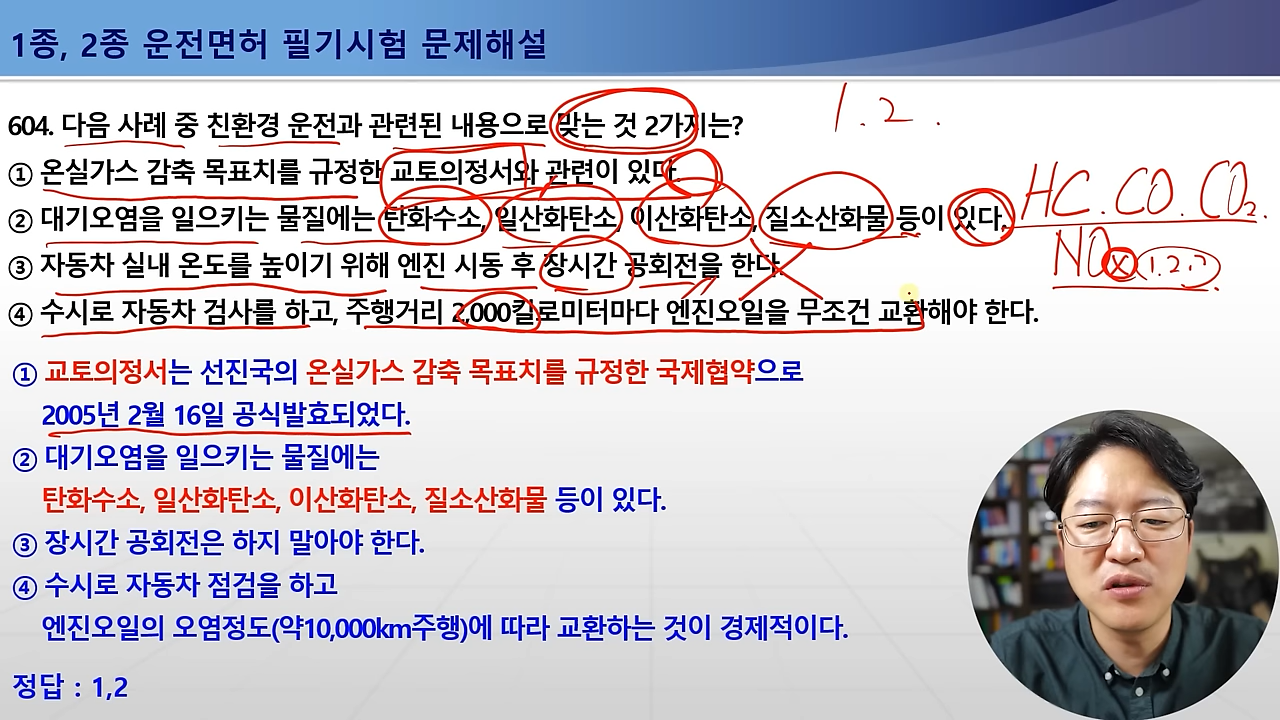 1종, 2종 운전면허 필기시험 문제해설
1.2.
604. 다음 사례 중 친환경 운전과 관련된 내용으로 맞는 것 2가지는?
① 온실가스 감축 목표치를 규정한 교토의정서와 관련이 있다.
② 대기오염을 일으키는 물질에는 탄화수소, 일산화탄소, 이산화탄소, 질소산화물 등이 있다.
HC.CO.CO2.
NOx(1.2.3)
③ 자동차 실내 온도를 높이기 위해 엔진 시동 후 장시간 공회전을 한다.
④ 수시로 자동차 검사를 하고, 주행거리 2,000킬로미터마다 엔진오일을 무조건 교환해야 한다.
① 교토의정서는 선진국의 온실가스 감축 목표치를 규정한 국제협약으로
2005년 2월 16일 공식발효되었다.
② 대기오염을 일으키는 물질에는
탄화수소, 일산화탄소, 이산화탄소, 질소산화물 등이 있다.
③ 장시간 공회전은 하지 말아야 한다.
④ 수시로 자동차 점검을 하고
엔진오일의 오염정도(약10,000km주행)에 따라 교환하는 것이 경제적이다.
정답 : 1,2